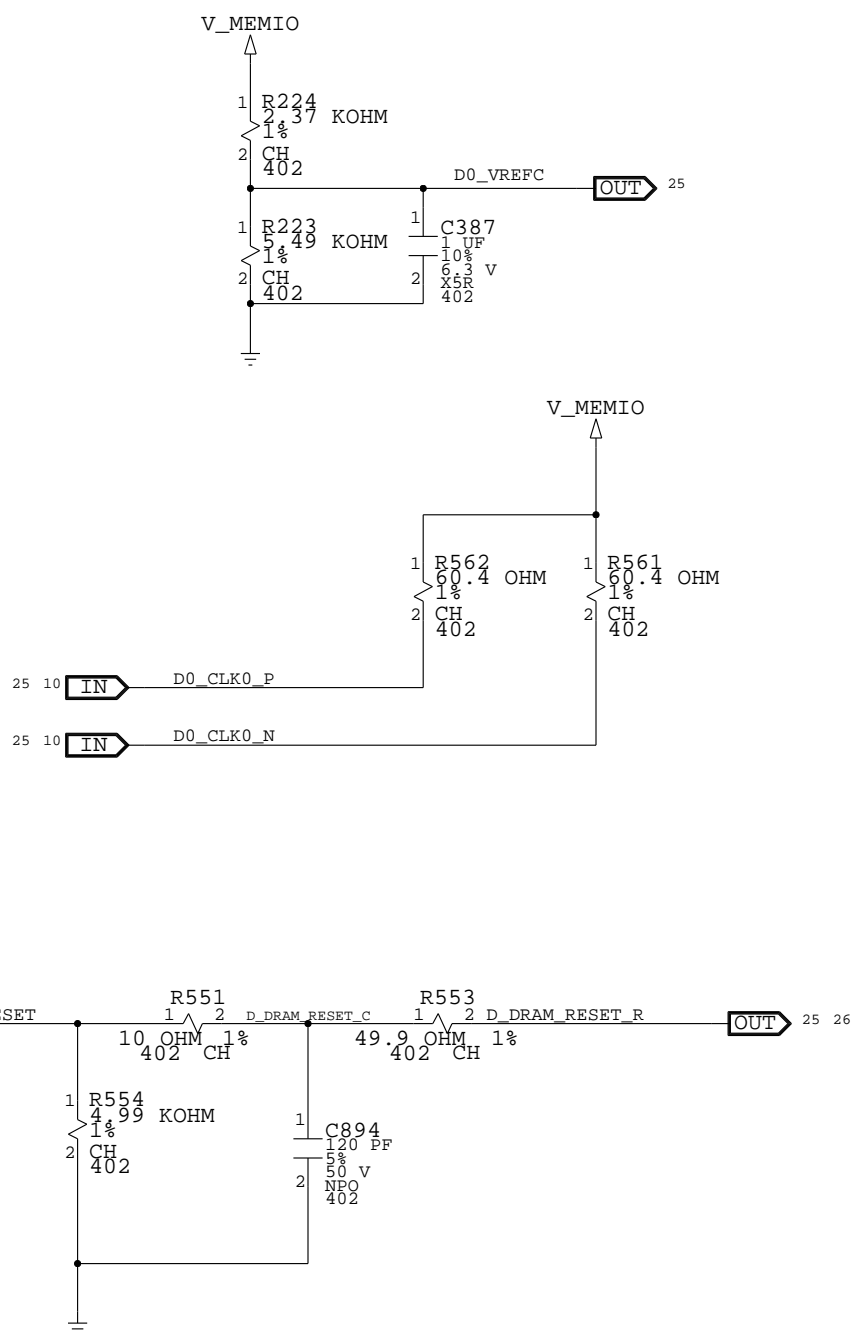 V_MEMIO
1 R224
2.37 KOHM
1%
2 CH
402
D0_VREFC
OUT 25
1 R223
5.49 KOHM
1%
2 CH
402
1 C387
1 UF
10%
6.3 V
2 X5R
402
V_MEMIO
1 R562
60.4 OHM
1%
2 CH
402
1 R561
60.4 OHM
1%
2 CH
402
25 10 IN D0_CLK0_P
25 10 IN D0_CLK0_N
SET
R551
1 2
10 OHM 1%
402 CH
D_DRAM_RESET_C
R553
1 2
49.9 OHM 1%
402 CH
D_DRAM_RESET_R
OUT 25 26
1 R554
4.99 KOHM
1%
2 CH
402
1 C894
120 PF
5%
50 V
2 NPO
402